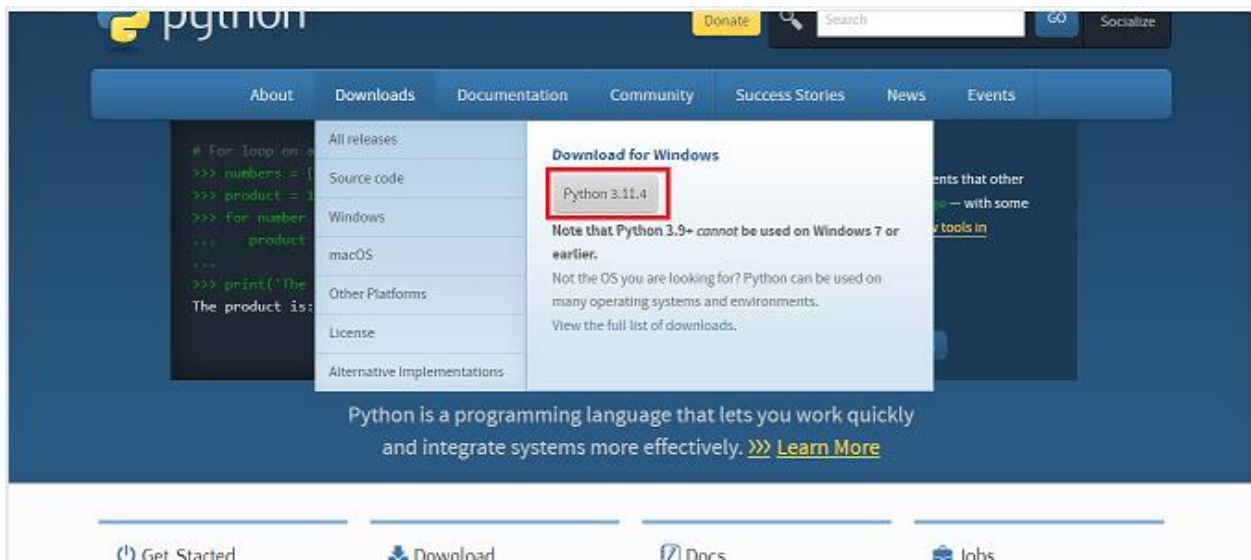 python
Donate
Search
GO
Socialize
About Downloads Documentation Community Success Stories News Events
# For loop on a
>>> numbers = [
>>> product = 1
>>> for number
... product
...
>>> print('The
The product is:
All releases
Source code
Windows
macOS
Other Platforms
License
Alternative Implementations
Download for Windows
Python 3.11.4
Note that Python 3.9+ cannot be used on Windows 7 or
earlier.
Not the OS you are looking for? Python can be used on
many operating systems and environments.
View the full list of downloads.
ents that other
— with some
tools in
Python is a programming language that lets you work quickly
and integrate systems more effectively. >>> Learn More
Get Started
Download
Docs
Jobs